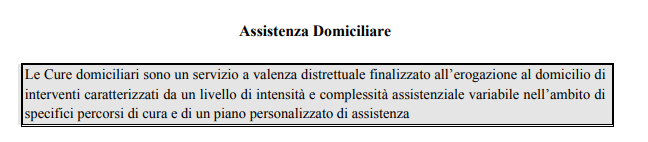 Assistenza Domiciliare
Le Cure domiciliari sono un servizio a valenza distrettuale finalizzato all’erogazione al domicilio di
interventi caratterizzati da un livello di intensità e complessità assistenziale variabile nell’ambito di
specifici percorsi di cura e di un piano personalizzato di assistenza